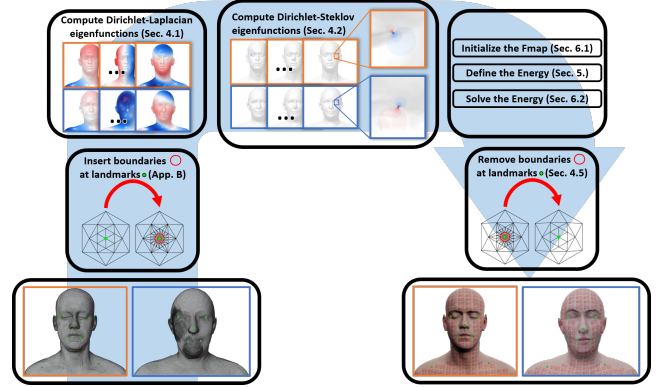 Compute Dirichlet-Laplacian
eigenfunctions (Sec. 4.1)
Compute Dirichlet-Steklov
eigenfunctions (Sec. 4.2)
Initialize the Fmap (Sec. 6.1)
Define the Energy (Sec. 5.)
Solve the Energy (Sec. 6.2)
Insert boundaries
at landmarks (App. B)
Remove boundaries
at landmarks (Sec. 4.5)